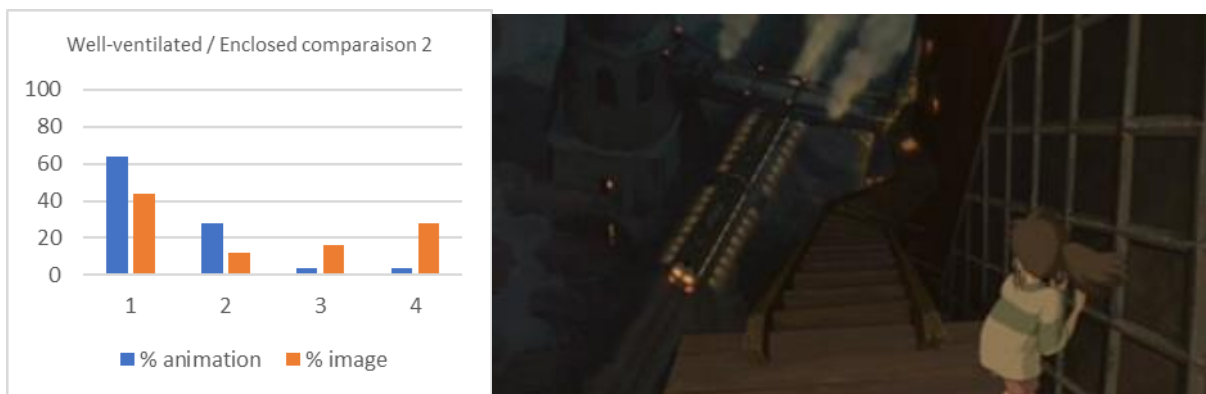 Well-ventilated / Enclosed comparaison 2
100
80
60
40
20
0
1 2 3 4
% animation % image